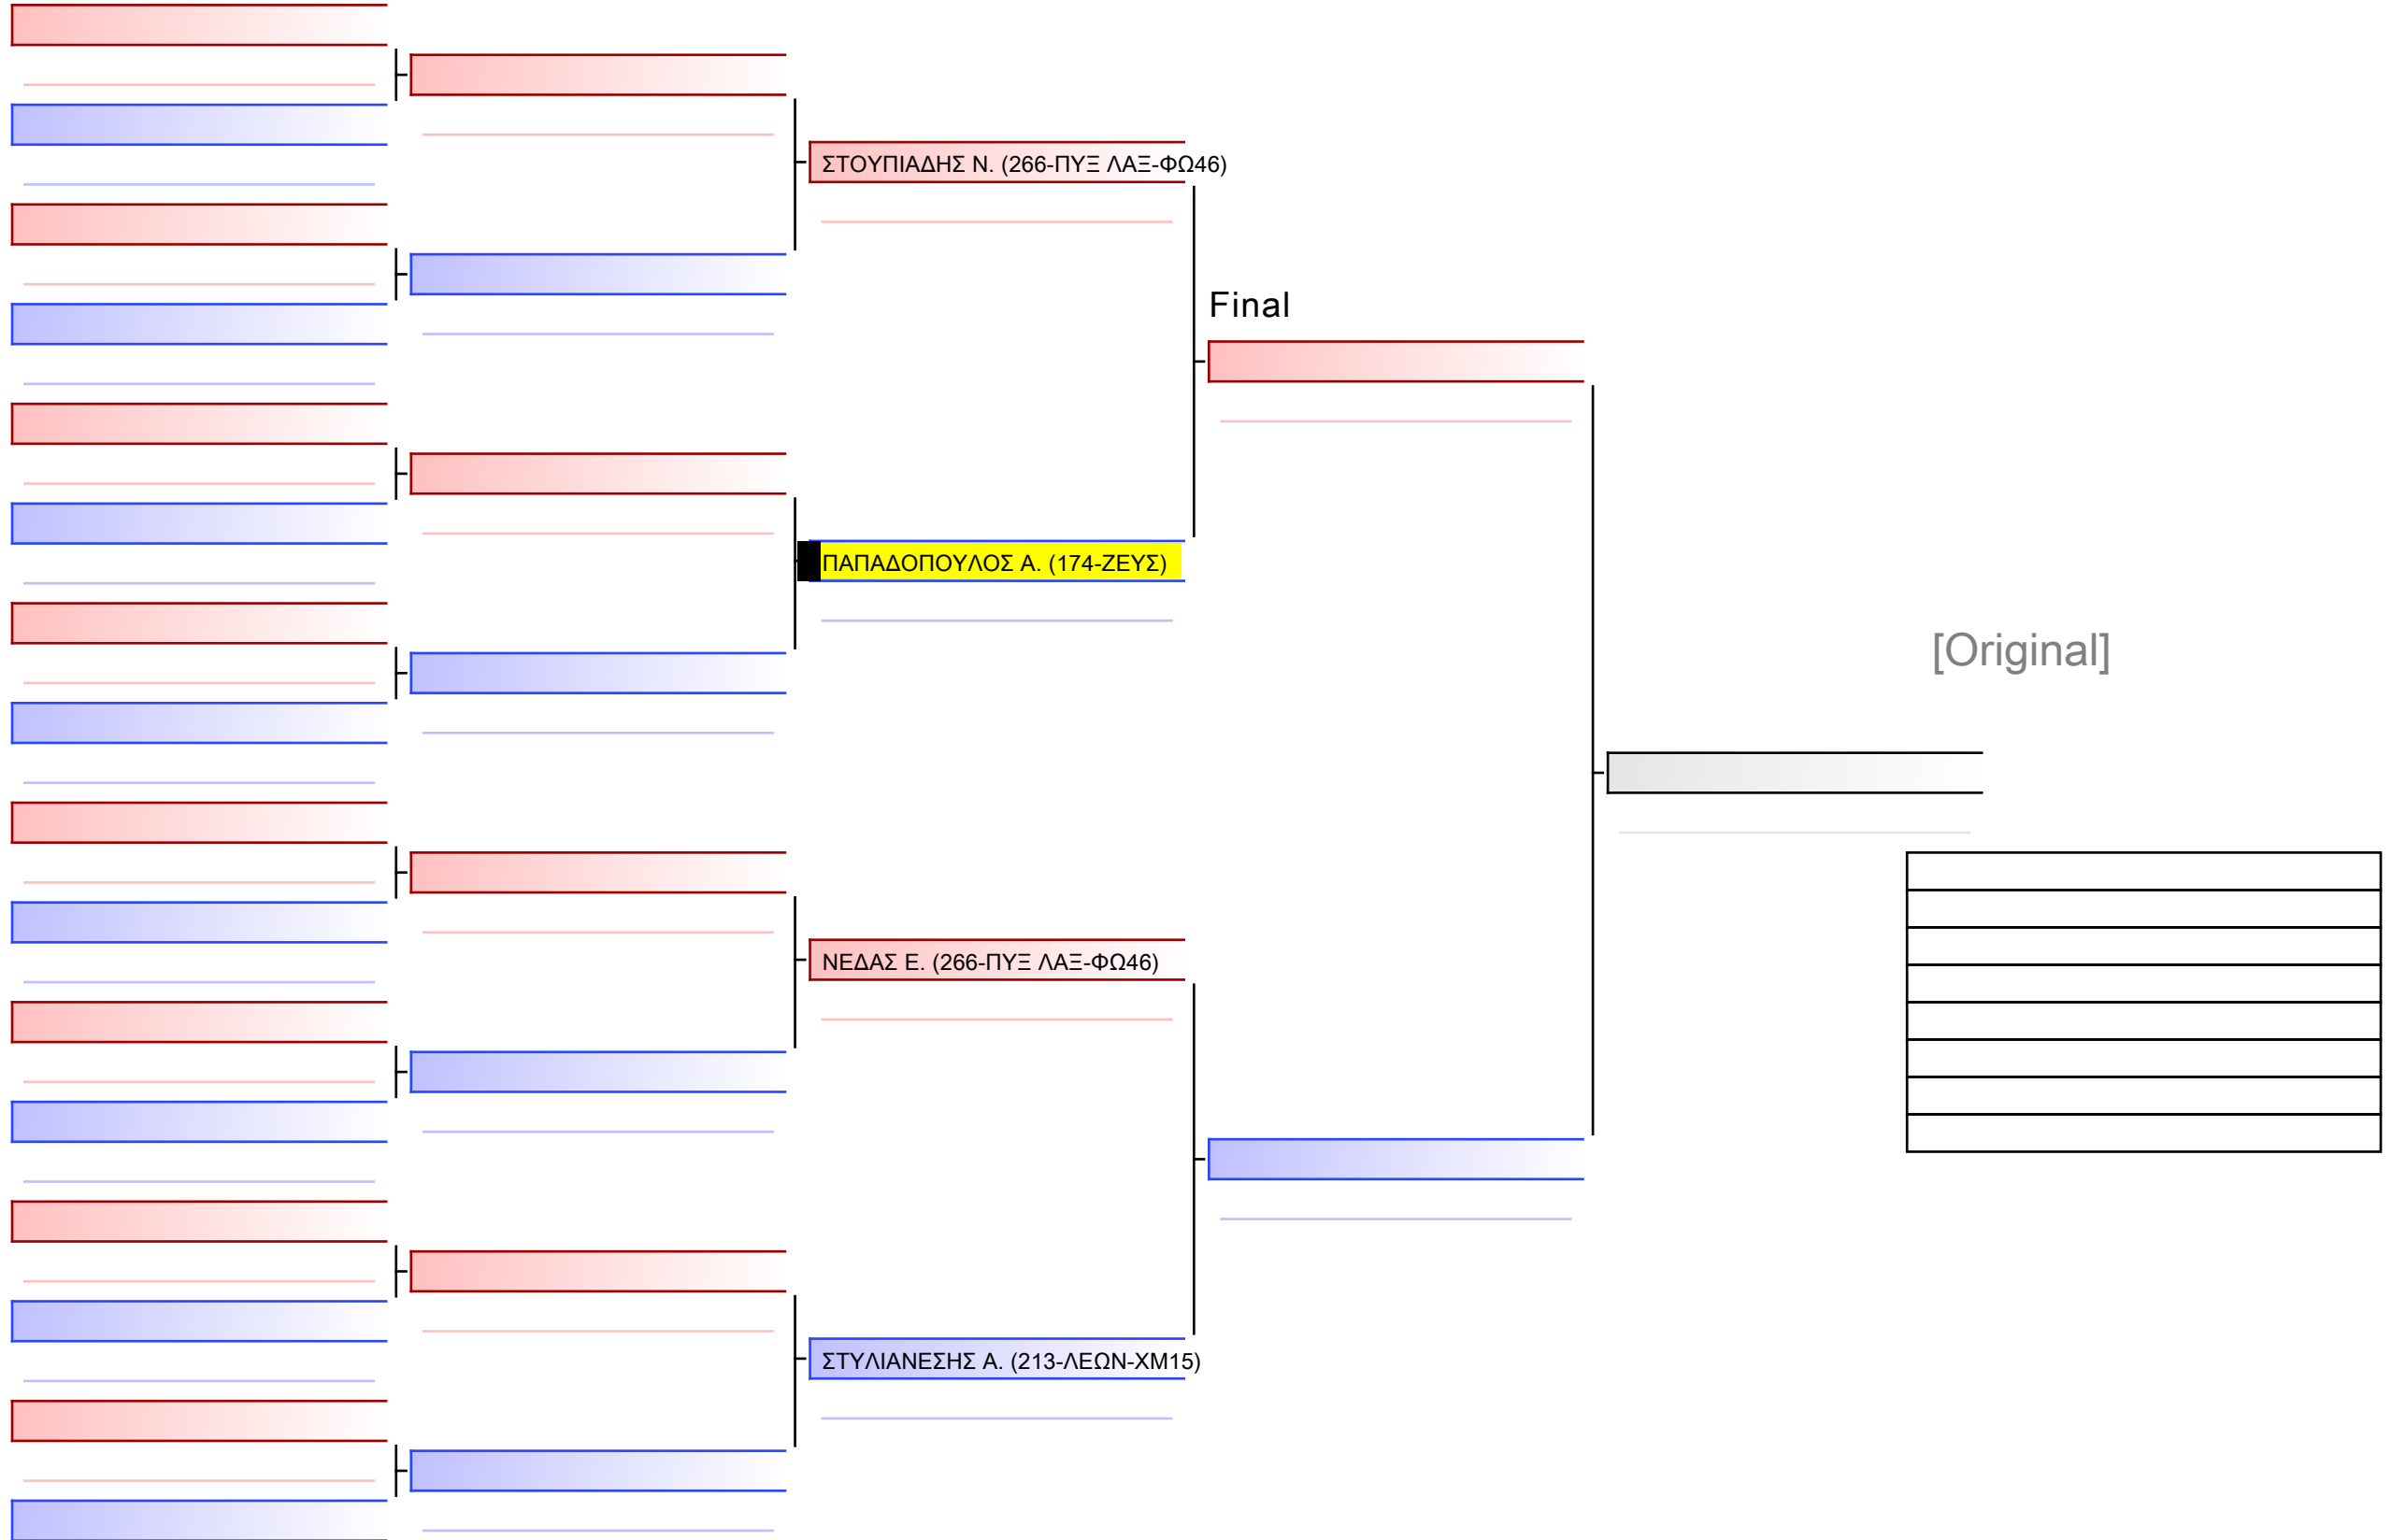 ΣΤΟΥΠΙΑΔΗΣ Ν. (266-ΠΥΞ ΛΑΞ-ΦΩ46)
Final
ΠΑΠΑΔΟΠΟΥΛΟΣ Α. (174-ΖΕΥΣ)
[Original]
ΝΕΔΑΣ Ε. (266-ΠΥΞ ΛΑΞ-ΦΩ46)
ΣΤΥΛΙΑΝΕΣΗΣ Α. (213-ΛΕΩΝ-ΧΜ15)